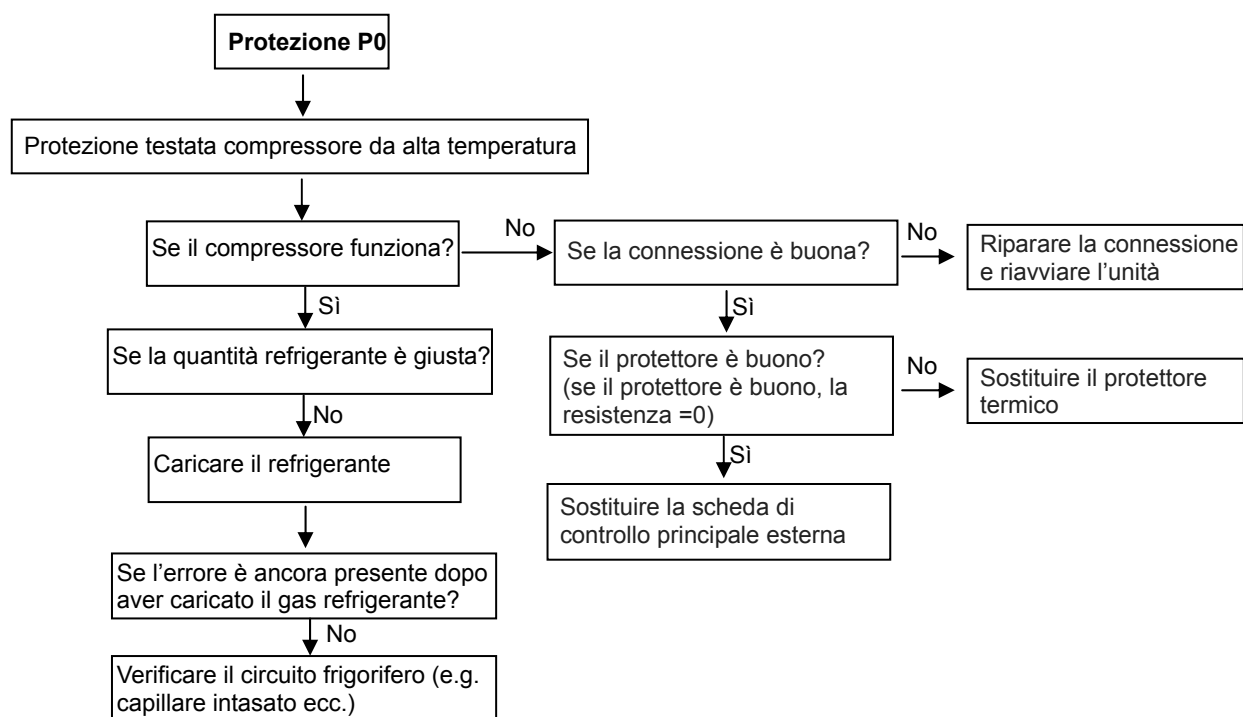 Protezione P0
Protezione testata compressore da alta temperatura
Se il compressore funziona?
No
Se la connessione è buona?
No
Riparare la connessione
e riavviare l’unità
Sì
Sì
Se la quantità refrigerante è giusta?
Se il protettore è buono?
(se il protettore è buono, la
resistenza =0)
No
Sostituire il protettore
termico
No
Sì
Caricare il refrigerante
Sostituire la scheda di
controllo principale esterna
Se l’errore è ancora presente dopo
aver caricato il gas refrigerante?
No
Verificare il circuito frigorifero (e.g.
capillare intasato ecc.)